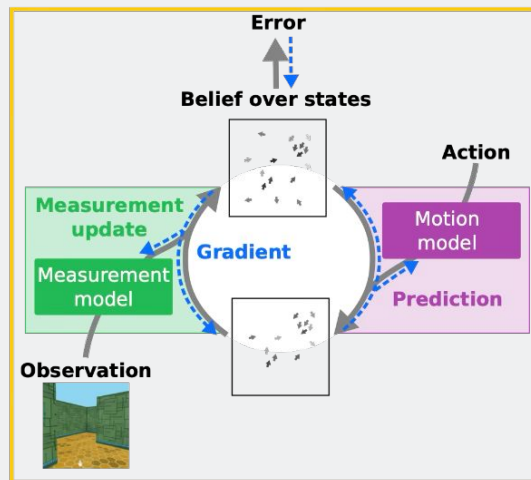 Error
Belief over states
Action
Measurement
update
Motion
model
Gradient
Measurement
model
Prediction
Observation